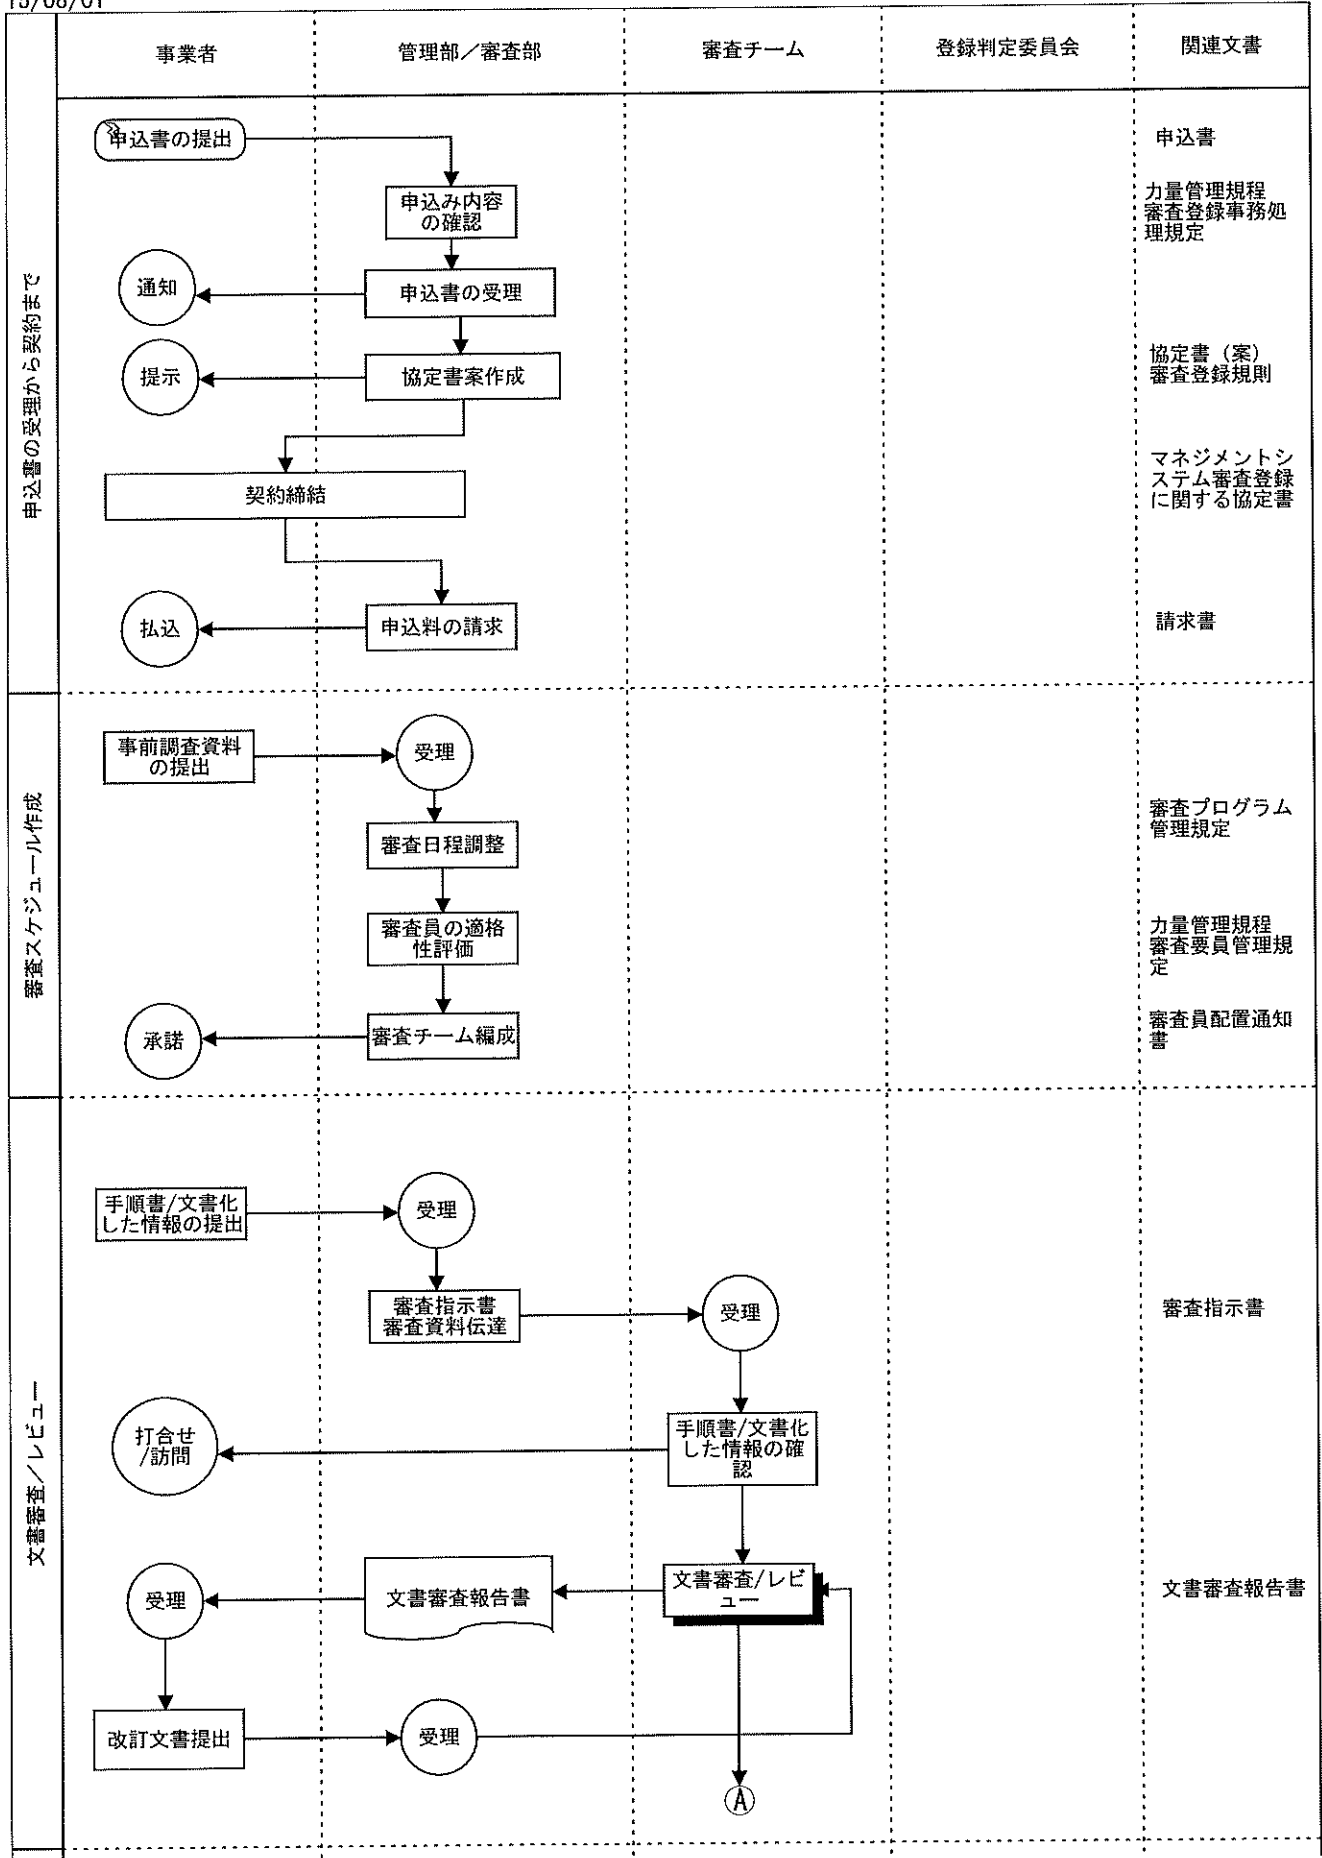 15/08/01
事業者
管理部／審査部
審査チーム
登録判定委員会
関連文書
申込書の受理から契約まで
申込書の提出
申込書
申込み内容
の確認
力量管理規程
審査登録事務処
理規定
通知
申込書の受理
提示
協定書案作成
協定書（案）
審査登録規則
契約締結
マネジメントシ
ステム審査登録
に関する協定書
払込
申込料の請求
請求書
審査スケジュール作成
事前調査資料
の提出
受理
審査日程調整
審査プログラム
管理規定
審査員の適格
性評価
力量管理規程
審査要員管理規
定
承諾
審査チーム編成
審査員配置通知
書
文書審査／レビュー
手順書/文書化
した情報の提出
受理
審査指示書
審査資料伝達
受理
審査指示書
打合せ
/訪問
手順書/文書化
した情報の確
認
受理
文書審査報告書
文書審査/レビ
ュー
文書審査報告書
改訂文書提出
受理
A